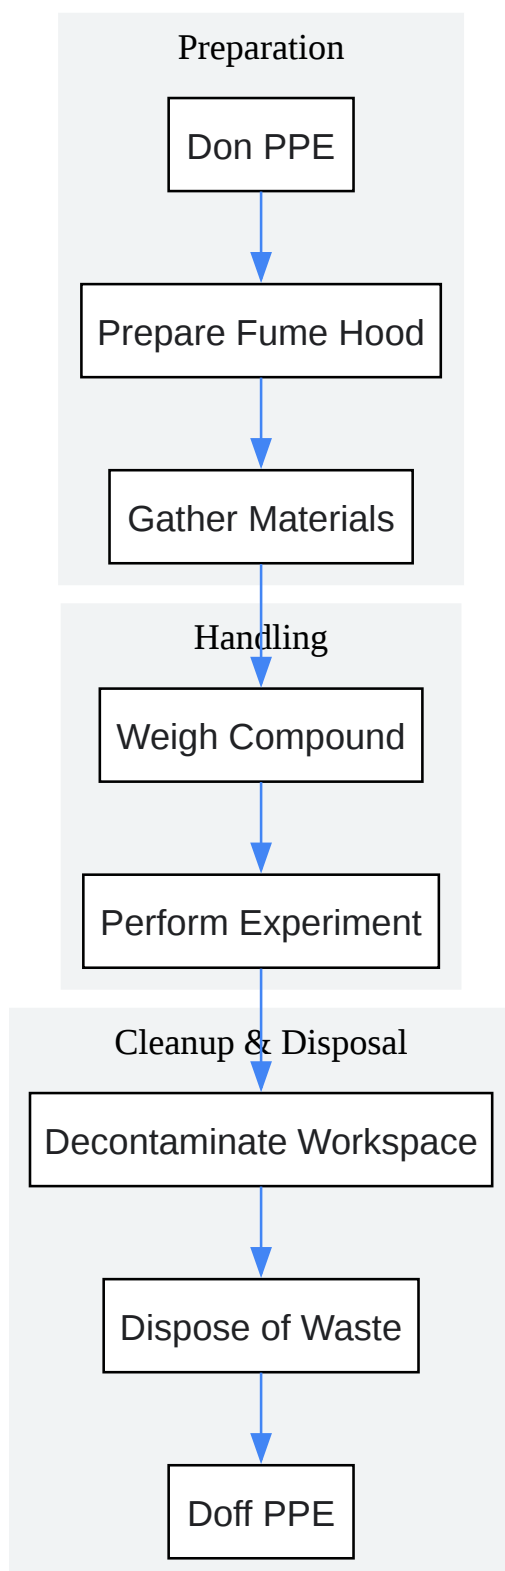 Preparation
Don PPE
Prepare Fume Hood
Gather Materials
Handling
Weigh Compound
Perform Experiment
Cleanup & Disposal
Decontaminate Workspace
Dispose of Waste
Doff PPE